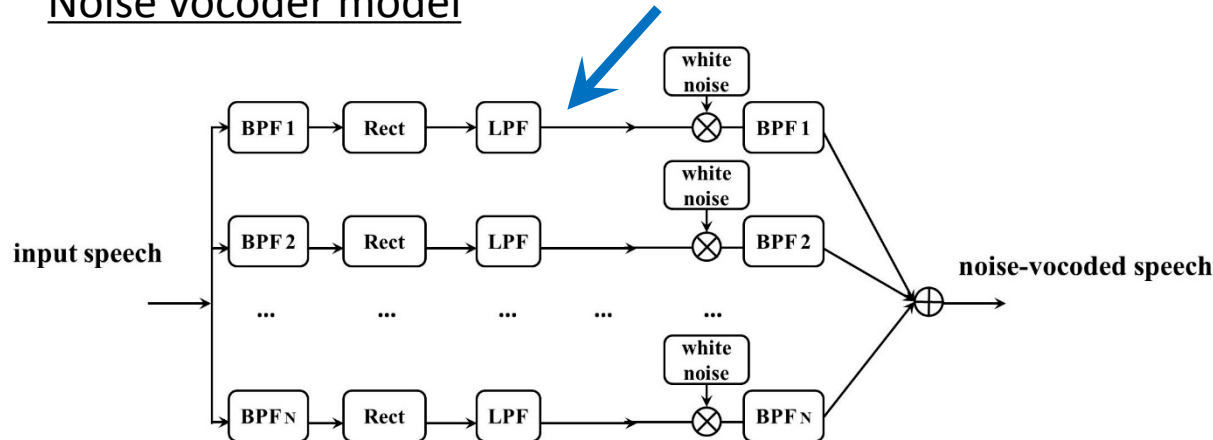 Noise vocoder model
white
noise
BPF 1 Rect LPF BPF 1
white
noise
BPF 2 Rect LPF BPF 2
input speech
noise-vocoded speech
... ... ... ... ...
white
noise
BPF N Rect LPF BPF N